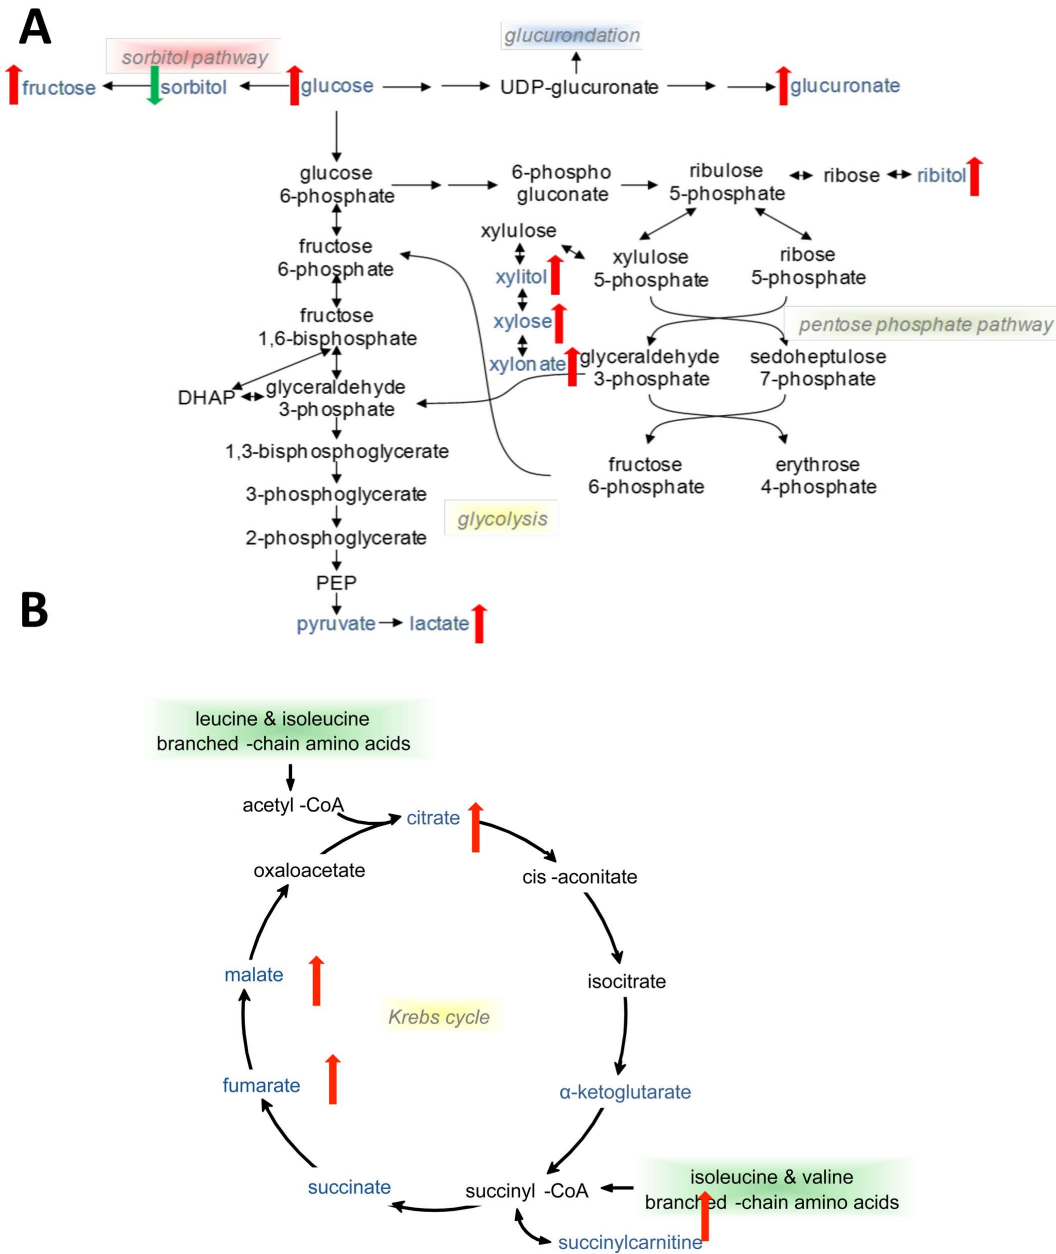 A
glucurondation
sorbitol pathway
fructose
sorbitol
glucose
UDP-glucuronate
glucuronate
glucose
6-phosphate
6-phospho
gluconate
ribulose
5-phosphate
ribose
ribitol
fructose
6-phosphate
xylulose
xylitol
xylose
xylonate
xylulose
5-phosphate
ribose
5-phosphate
fructose
1,6-bisphosphate
pentose phosphate pathway
DHAP
glyceraldehyde
3-phosphate
glyceraldehyde
3-phosphate
sedoheptulose
7-phosphate
1,3-bisphosphoglycerate
3-phosphoglycerate
2-phosphoglycerate
fructose
6-phosphate
erythrose
4-phosphate
glycolysis
PEP
pyruvate
lactate
B
leucine & isoleucine
branched -chain amino acids
acetyl -CoA
citrate
oxaloacetate
cis -aconitate
malate
isocitrate
Krebs cycle
fumarate
α-ketoglutarate
succinate
succinyl -CoA
isoleucine & valine
branched -chain amino acids
succinylcarnitine